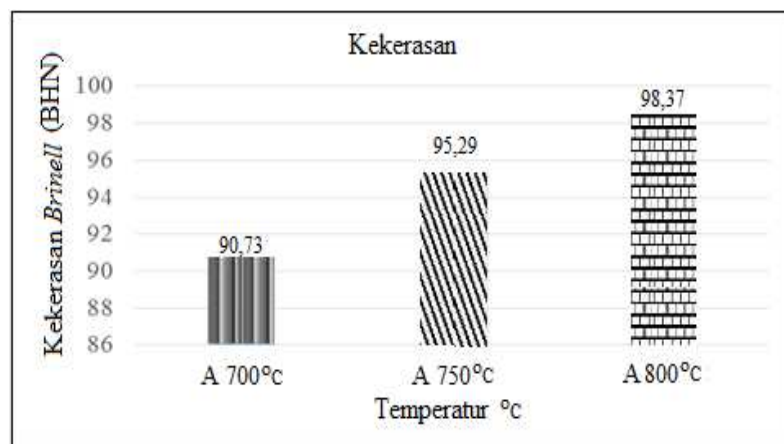 Kekerasan
Kekerasan Brinell (BHN)
100
98
96
94
92
90
88
86
90,73
95,29
98,37
A 700°C
A 750°C
A 800°C
Temperatur °C